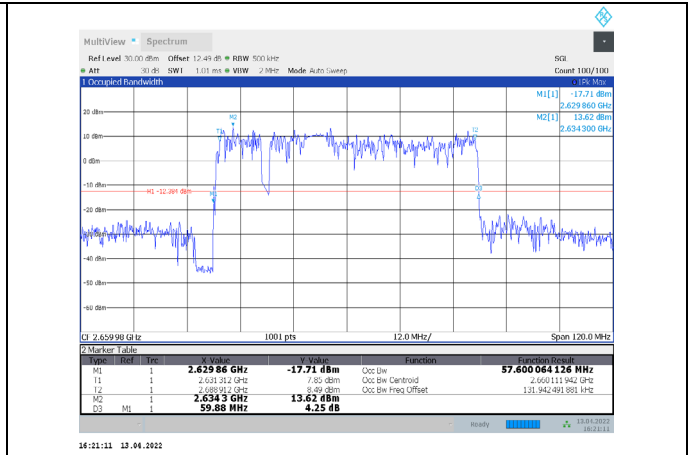 MultiView Spectrum
Ref Level 30.00 dBm Offset 12.49 dB RBW 500 kHz SGL
Att 30 dB SWT 1.01 ms VBW 2 MHz Mode Auto Sweep Count 100/100
1 Occupied Bandwidth 1Pk Max
M1[1] -17.71 dBm
2.629 860 GHz
M2[1] 13.62 dBm
2.634 300 GHz
20 dBm
M2
T1
T2
10 dBm
0 dBm
-10 dBm
D3
H1 -12.384 dBm
M1
-20 dBm
-30 dBm
-40 dBm
-50 dBm
-60 dBm
CF 2.659 98 GHz 1001 pts 12.0 MHz/ Span 120.0 MHz
2 Marker Table
Type Ref Trc X-Value Y-Value Function Function Result
M1 1 2.629 86 GHz -17.71 dBm Occ Bw 57.600 064 126 MHz
T1 1 2.631 312 GHz 7.85 dBm Occ Bw Centroid 2.660 111 942 GHz
T2 1 2.688 912 GHz 8.49 dBm Occ Bw Freq Offset 131.942 491 881 kHz
M2 1 2.634 3 GHz 13.62 dBm
D3 M1 1 59.88 MHz 4.25 dB
Ready 13.04.2022
16:21:11
16:21:11 13.04.2022